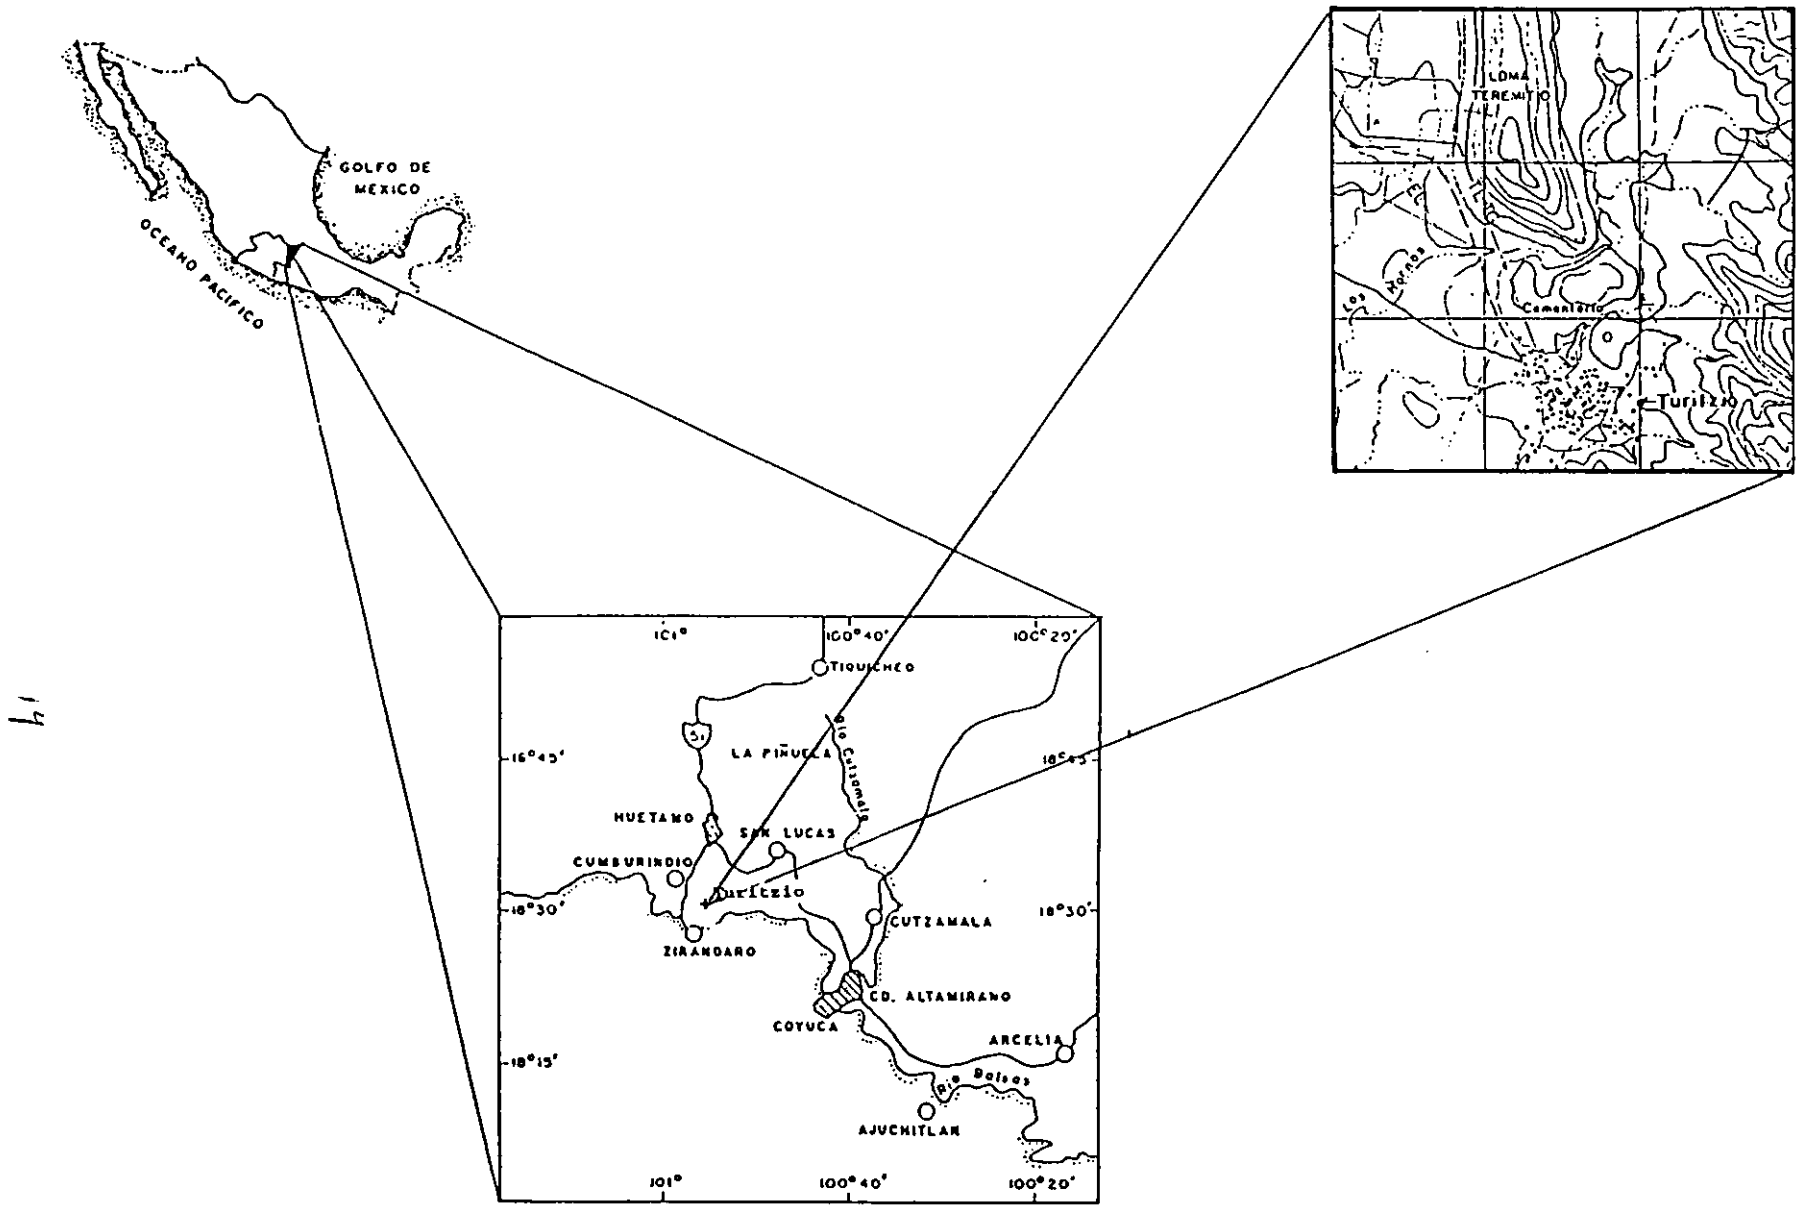 GOLFO DE
MEXICO
OCEANO PACIFICO
LOMA
TEREMITO
Los Hornos
Cementerio
Turitzio
101°
100°40'
100°20'
TIQUICHEO
51
LA PIÑUELA
Rio Cutzamala
16°45'
18°45'
HUETAMO
SAN LUCAS
CUMBURINDIO
Turitzio
18°30'
18°30'
CUTZAMALA
ZIRANDARO
CD. ALTAMIRANO
COYUCA
ARCELIA
18°15'
Rio Balsas
AJUCHITLAN
101°
100°40'
100°20'
14